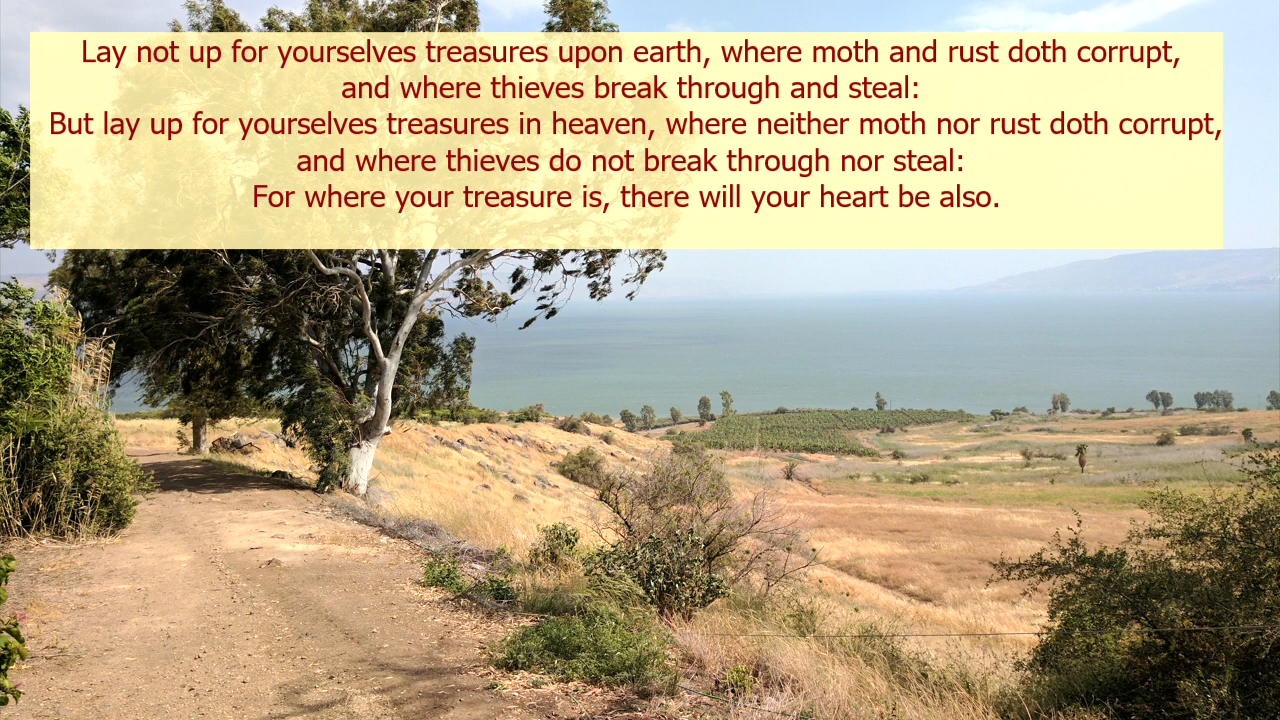 Lay not up for yourselves treasures upon earth, where moth and rust doth corrupt,
and where thieves break through and steal:
But lay up for yourselves treasures in heaven, where neither moth nor rust doth corrupt,
and where thieves do not break through nor steal:
For where your treasure is, there will your heart be also.